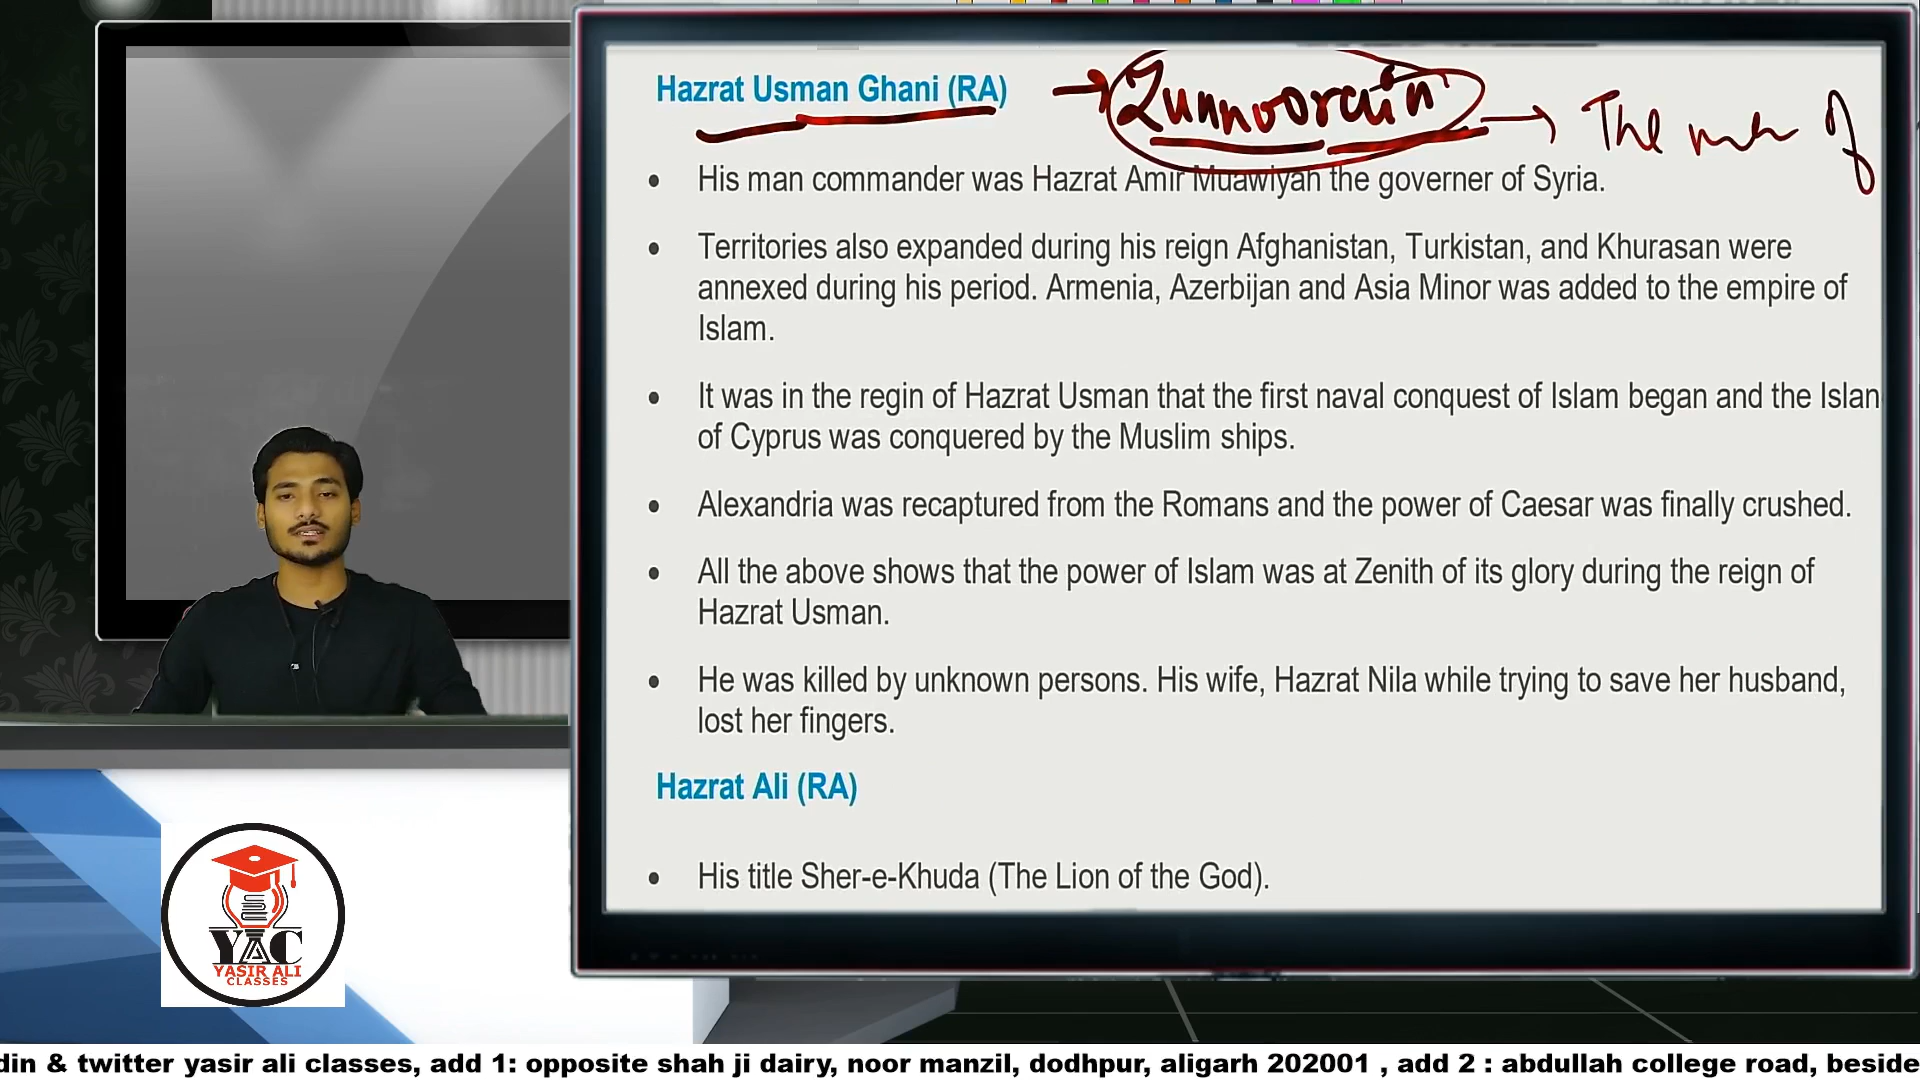 Hazrat Usman Ghani (RA) → Zunnoorain → The men of
• His man commander was Hazrat Amir Muawiyah the governer of Syria.
• Territories also expanded during his reign Afghanistan, Turkistan, and Khurasan were
annexed during his period. Armenia, Azerbijan and Asia Minor was added to the empire of
Islam.
• It was in the regin of Hazrat Usman that the first naval conquest of Islam began and the Islan
of Cyprus was conquered by the Muslim ships.
• Alexandria was recaptured from the Romans and the power of Caesar was finally crushed.
• All the above shows that the power of Islam was at Zenith of its glory during the reign of
Hazrat Usman.
• He was killed by unknown persons. His wife, Hazrat Nila while trying to save her husband,
lost her fingers.
Hazrat Ali (RA)
• His title Sher-e-Khuda (The Lion of the God).
YAC
YASIR ALI
CLASSES
din & twitter yasir ali classes, add 1: opposite shah ji dairy, noor manzil, dodhpur, aligarh 202001 , add 2 : abdullah college road, beside